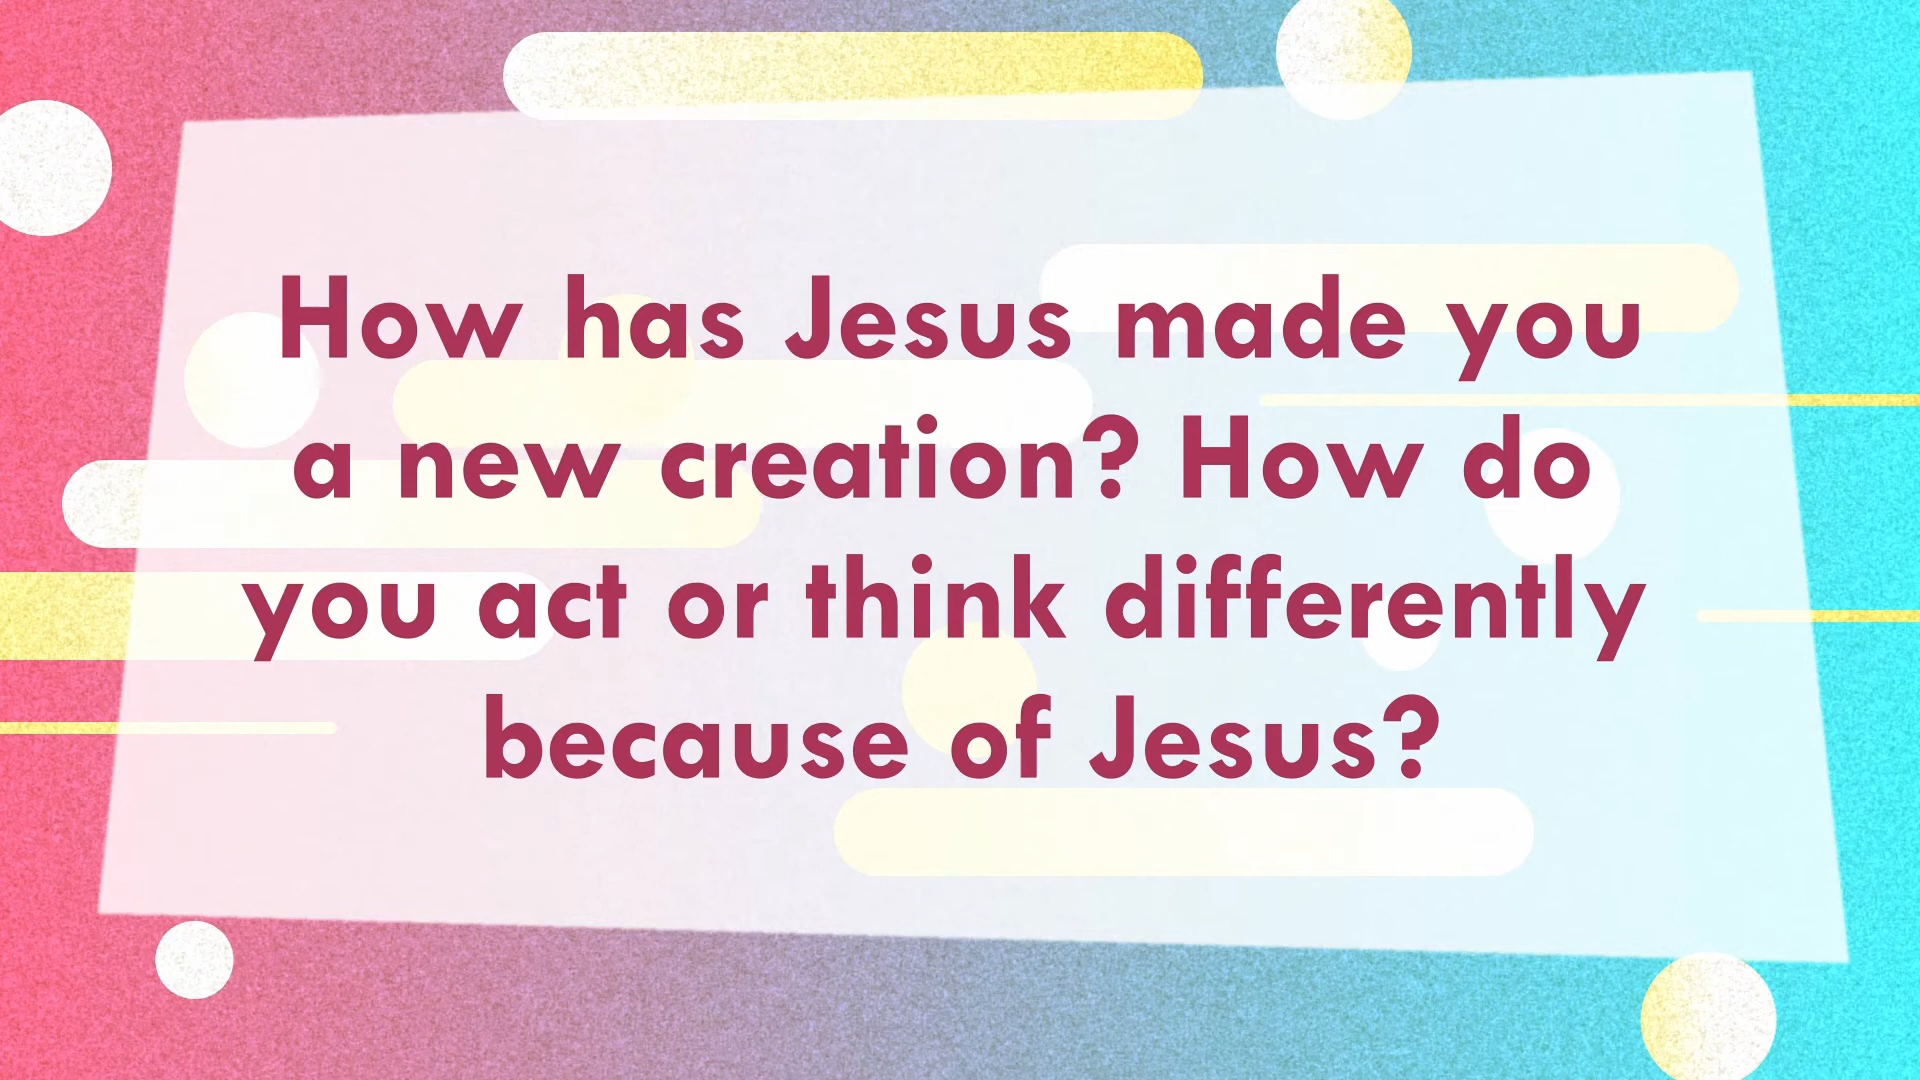 How has Jesus made you
a new creation? How do
you act or think differently
because of Jesus?